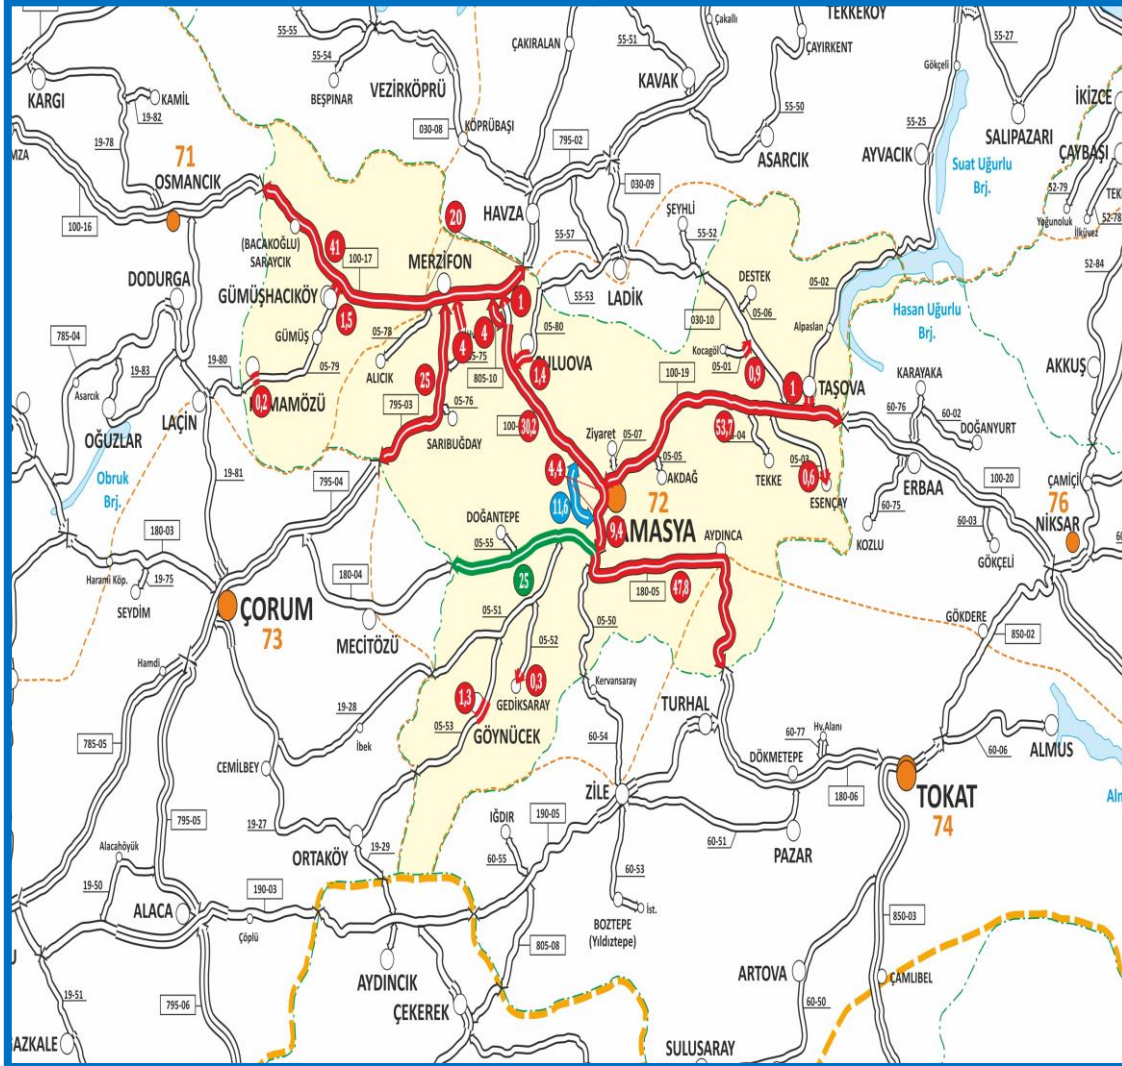 55-55
55-54
ÇAKIRALAN
55-51
Çakallı
TEKKEKÖY
55-27
ÇAYIRKENT
KARGI
KAMİL
19-82
BEŞPINAR
VEZİRKÖPRÜ
KAVAK
Gökçeli
İKİZCE
55-50
SALIPAZARI
19-78
030-08
KÖPRÜBAŞI
795-02
ASARCIK
55-25
AYVACIK
ÇAYBAŞI
71
OSMANCIK
Suat Uğurlu
Brj.
030-09
52-79
52-78
Yoğunoluk
İlküvez
100-16
HAVZA
20
ŞEYHLİ
55-57
55-52
(BACAKOĞLU)
SARAYCIK
41
100-17
MERZİFON
LADİK
DESTEK
05-02
52-84
DODURGA
GÜMÜŞHACIKÖY
1,5
1
55-53
030-10
05-06
Hasan Uğurlu
Brj.
785-04
GÜMÜŞ
05-78
4
4
05-80
Alpaslan
Kocagöl
05-01
AKKUŞ
19-80
05-79
ALICIK
25
805-10
1,4
100-19
0,9
1
TAŞOVA
KARAYAKA
Asarcık
19-83
0,2
795-03
05-76
60-76
60-02
DOĞANYURT
OĞUZLAR
LAÇİN
SARIBUĞDAY
30,2
53,7
Ziyaret
05-07
05-05
AKDAĞ
TEKKE
ESENÇAY
0,6
ERBAA
100-20
ÇAMİÇİ
Obruk
Brj.
19-81
795-04
4,4
11,6
72
60-75
KOZLU
60-03
GÖKÇELİ
76
NİKSAR
180-03
DOĞANTEPE
05-55
9,4
AYDINCA
Harami Köp.
19-75
SEYDİM
180-04
25
180-05
47,8
ÇORUM
73
MECİTÖZÜ
05-51
05-50
GÖKDERE
850-02
05-52
Hamdi
1,3
0,3
GEDİKSARAY
Kervansaray
TURHAL
19-28
İbek
05-53
GÖYNÜCEK
60-54
60-77
Hv.Alanı
ALMUS
60-06
785-05
CEMİLBEY
ZİLE
DÖKMETEPE
180-06
TOKAT
74
795-05
19-27
İĞDIR
190-05
60-51
PAZAR
Alacahöyük
ORTAKÖY
19-29
60-55
19-50
190-03
60-53
ALACA
Çöplü
BOZTEPE
(Yıldıztepe)
İst.
850-03
805-08
AYDINCIK
ARTOVA
ÇAMLIBEL
19-51
795-06
ÇEKEREK
60-50
SULUSARAY